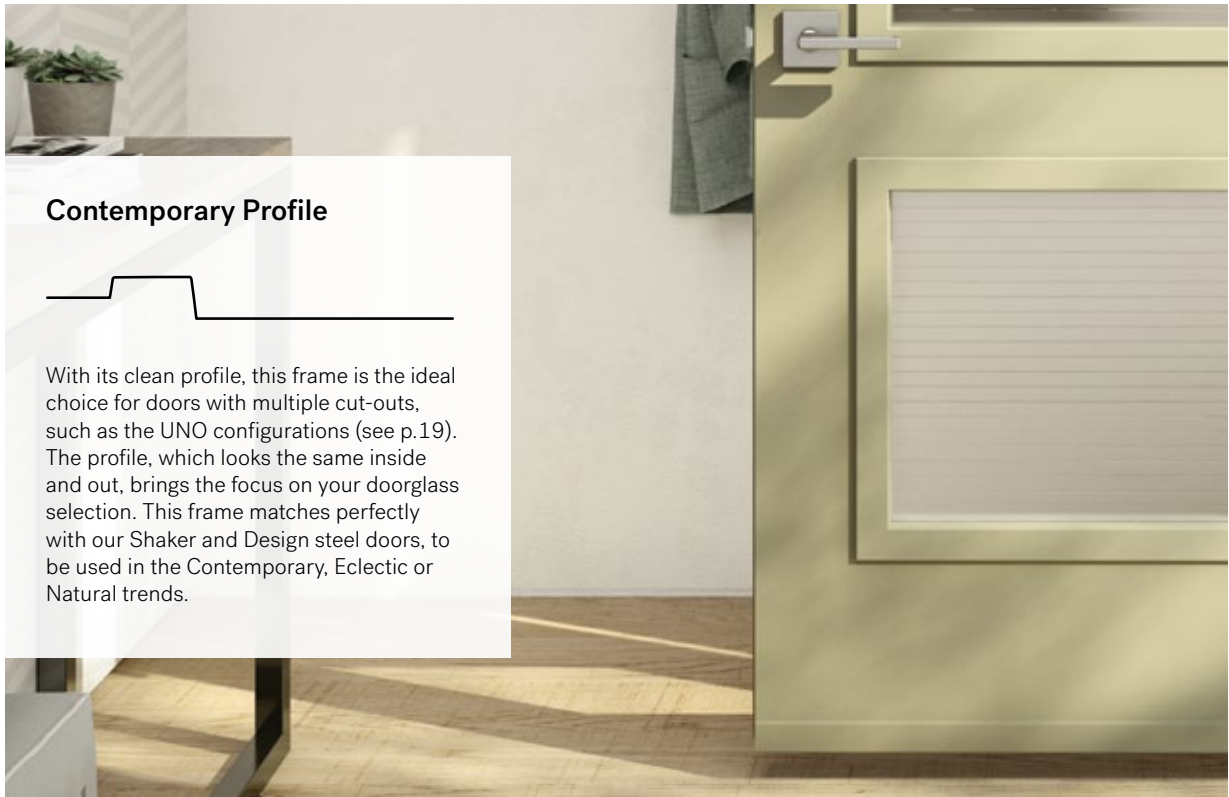 Contemporary Profile
With its clean profile, this frame is the ideal
choice for doors with multiple cut-outs,
such as the UNO configurations (see p.19).
The profile, which looks the same inside
and out, brings the focus on your doorglass
selection. This frame matches perfectly
with our Shaker and Design steel doors, to
be used in the Contemporary, Eclectic or
Natural trends.